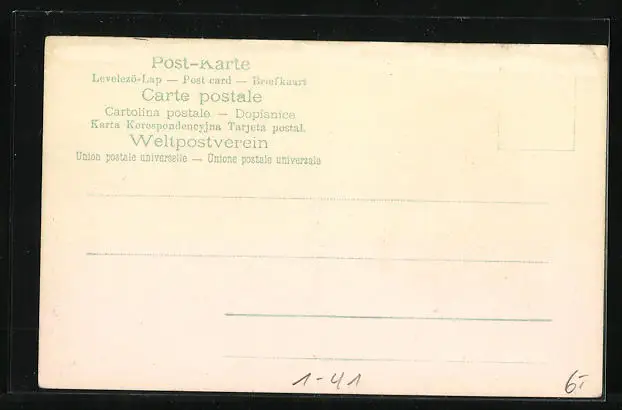 Post-Karte
Levelező-Lap — Post card — Briefkaart
Carte postale
Cartolina postale — Dopisnice
Karta Korespondencyjna Tarjeta postal.
Weltpostverein
Union postale universelle — Unione postale universale
1-41
6,-